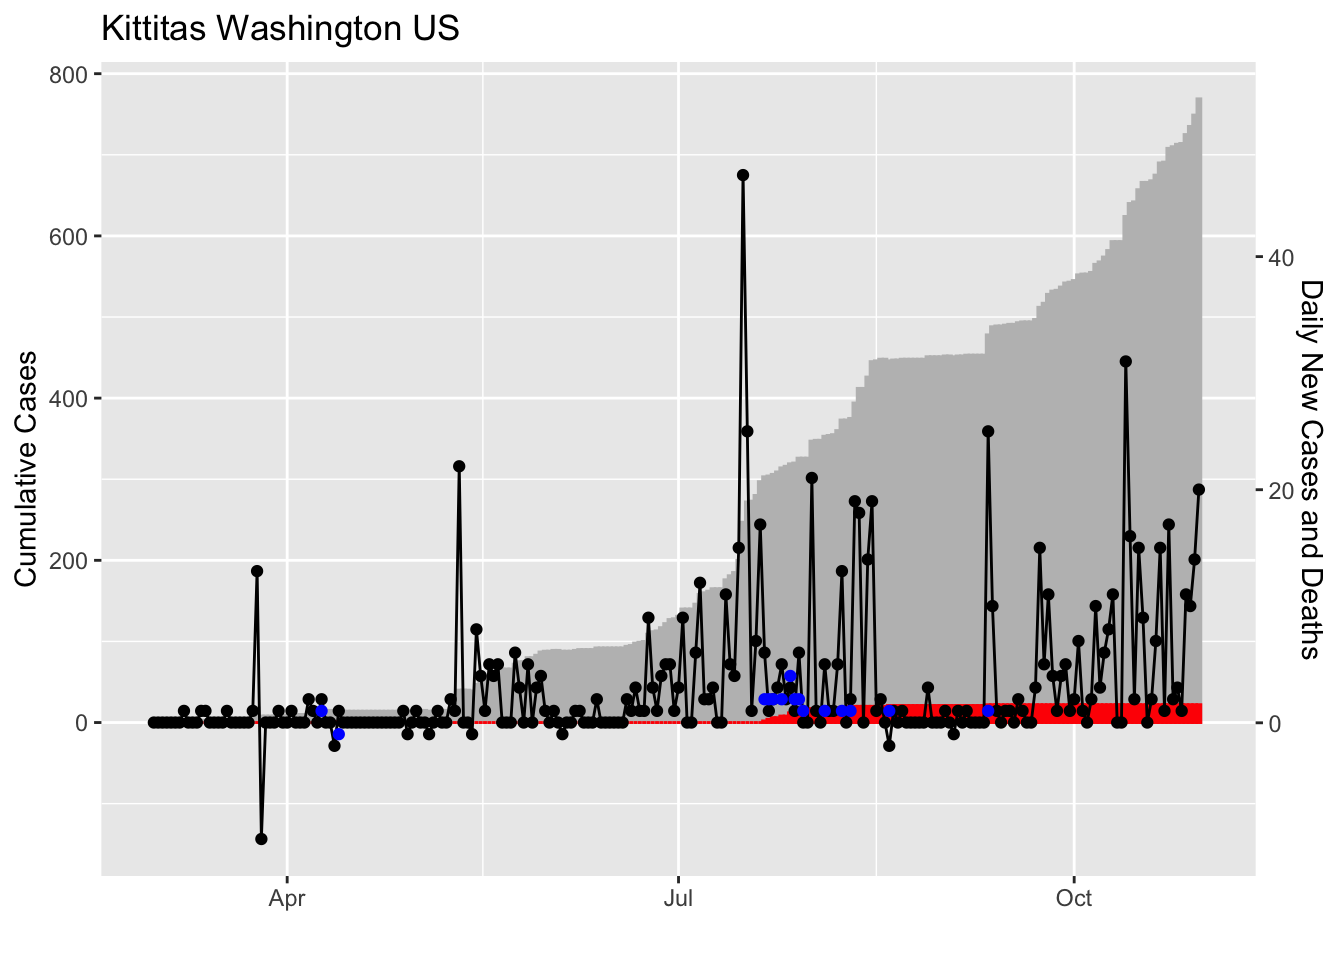 Kittitas Washington US
Cumulative Cases
800
600
400
200
0
40
20
0
Daily New Cases and Deaths
Apr
Jul
Oct